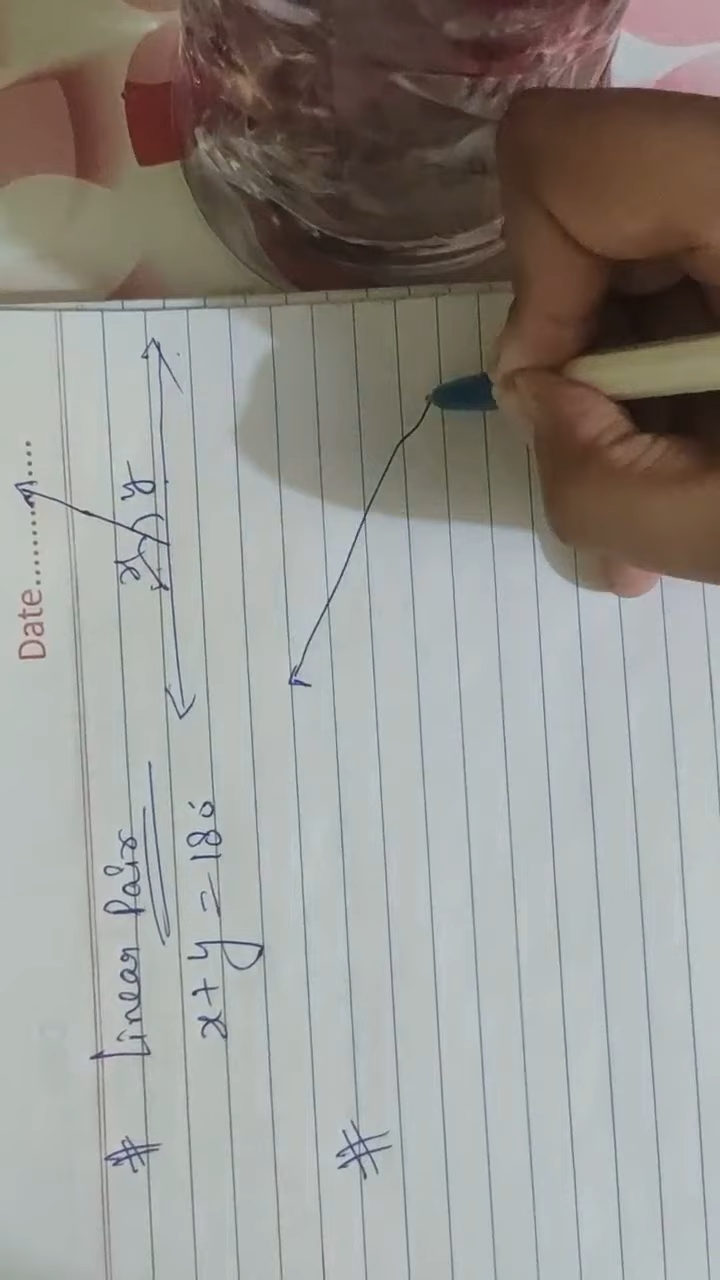 Date..............
# Linear Pair
x y
x + y = 180
#